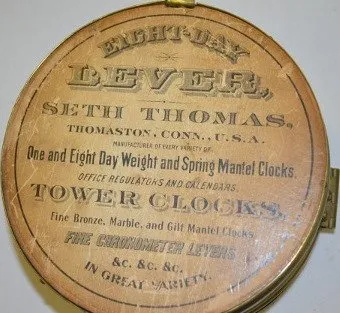 EIGHT-DAY
LEVER,
SETH THOMAS,
THOMASTON, CONN., U.S.A.
MANUFACTURER OF EVERY VARIETY OF
One and Eight Day Weight and Spring Mantel Clocks,
OFFICE REGULATORS AND CALENDARS.
TOWER CLOCKS,
Fine Bronze, Marble, and Gilt Mantel Clocks
FINE CHRONOMETER LEVERS
&c. &c. &c.
IN GREAT VARIETY.